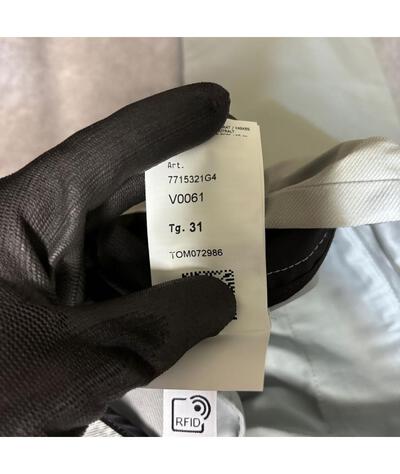 Art.
7715321G4
V0061
Tg. 31
TOM072986
RFID